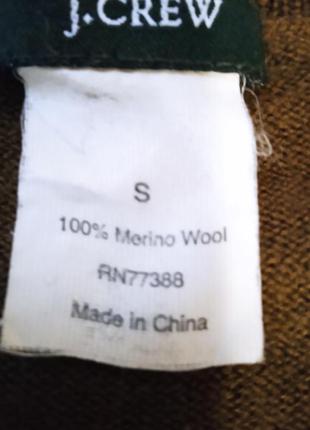 J.CREW
S
100% Merino Wool
RN77388
Made in China